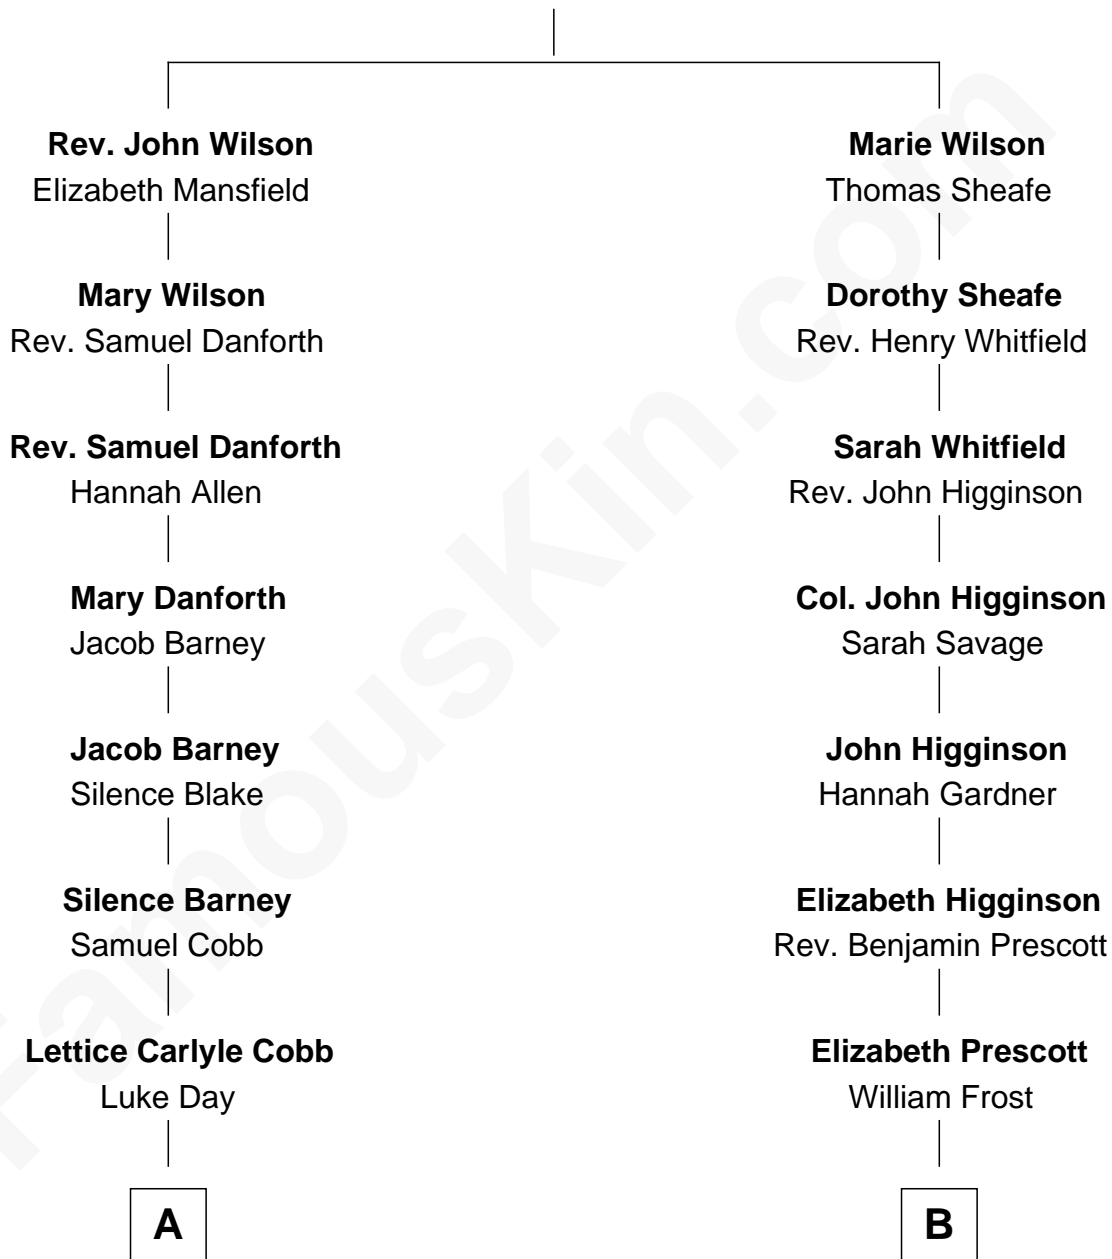 Rev. John Wilson
Elizabeth Mansfield
Mary Wilson
Rev. Samuel Danforth
Rev. Samuel Danforth
Hannah Allen
Mary Danforth
Jacob Barney
Jacob Barney
Silence Blake
Silence Barney
Samuel Cobb
Lettice Carlyle Cobb
Luke Day
A
Marie Wilson
Thomas Sheafe
Dorothy Sheafe
Rev. Henry Whitfield
Sarah Whitfield
Rev. John Higginson
Col. John Higginson
Sarah Savage
John Higginson
Hannah Gardner
Elizabeth Higginson
Rev. Benjamin Prescott
Elizabeth Prescott
William Frost
B
FamousKin.com